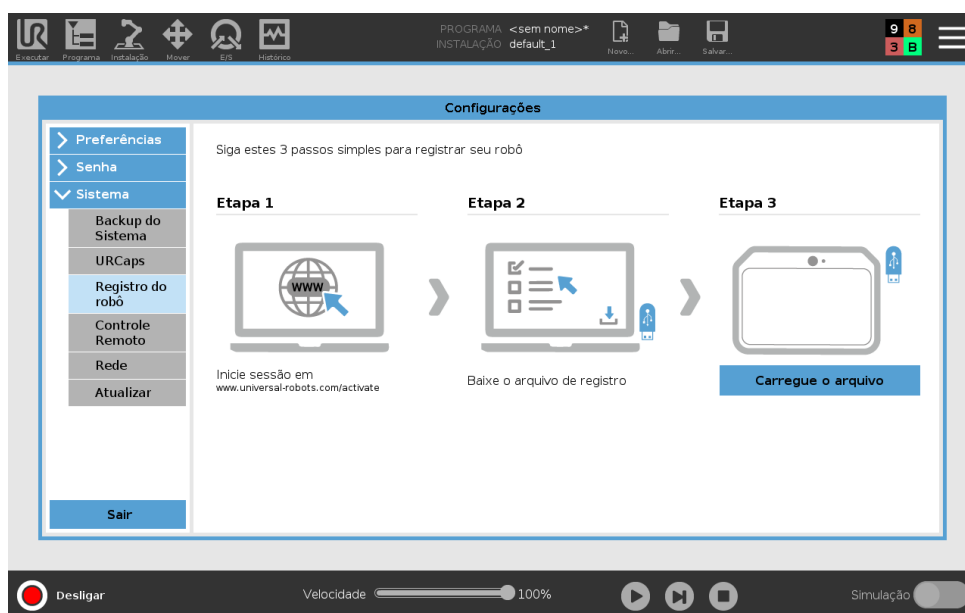 UR
Executar
Programa
Instalação
Mover
E/S
Histórico
PROGRAMA <sem nome>*
INSTALAÇÃO default_1
Novo...
Abrir...
Salvar...
9 8
3 B
Configurações
Preferências
Senha
Sistema
Backup do
Sistema
URCaps
Registro do
robô
Controle
Remoto
Rede
Atualizar
Sair
Siga estes 3 passos simples para registrar seu robô
Etapa 1
www
Inicie sessão em
www.universal-robots.com/activate
Etapa 2
Baixe o arquivo de registro
Etapa 3
Carregue o arquivo
Desligar
Velocidade
100%
Simulação